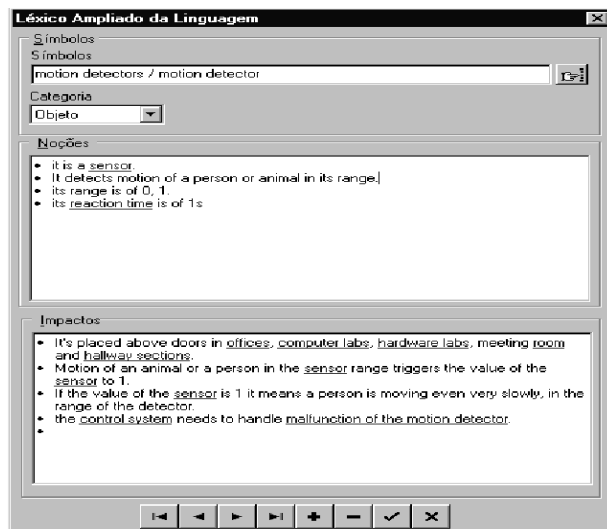 Léxico Ampliado da Linguagem
Símbolos
Símbolos
motion detectors / motion detector
Categoria
Objeto
Noções
• it is a sensor.
• It detects motion of a person or animal in its range.
• its range is of 0, 1.
• its reaction time is of 1s
Impactos
• It's placed above doors in offices, computer labs, hardware labs, meeting room
and hallway sections.
• Motion of an animal or a person in the sensor range triggers the value of the
sensor to 1.
• If the value of the sensor is 1 it means a person is moving even very slowly, in the
range of the detector.
• the control system needs to handle malfunction of the motion detector.
•